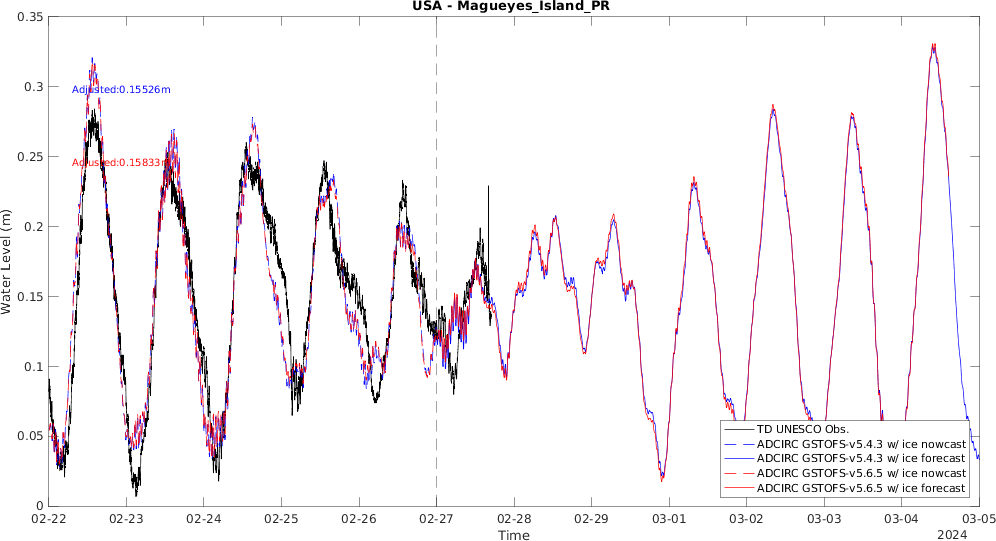 USA - Magueyes_Island_PR
0.35
0.3
0.25
0.2
0.15
0.1
0.05
0
Water Level (m)
Adjusted:0.15526m
Adjusted:0.15833m
TD UNESCO Obs.
ADCIRC GSTOFS-v5.4.3 w/ ice nowcast
ADCIRC GSTOFS-v5.4.3 w/ ice forecast
ADCIRC GSTOFS-v5.6.5 w/ ice nowcast
ADCIRC GSTOFS-v5.6.5 w/ ice forecast
02-22 02-23 02-24 02-25 02-26 02-27 02-28 02-29 03-01 03-02 03-03 03-04 03-05
Time
2024